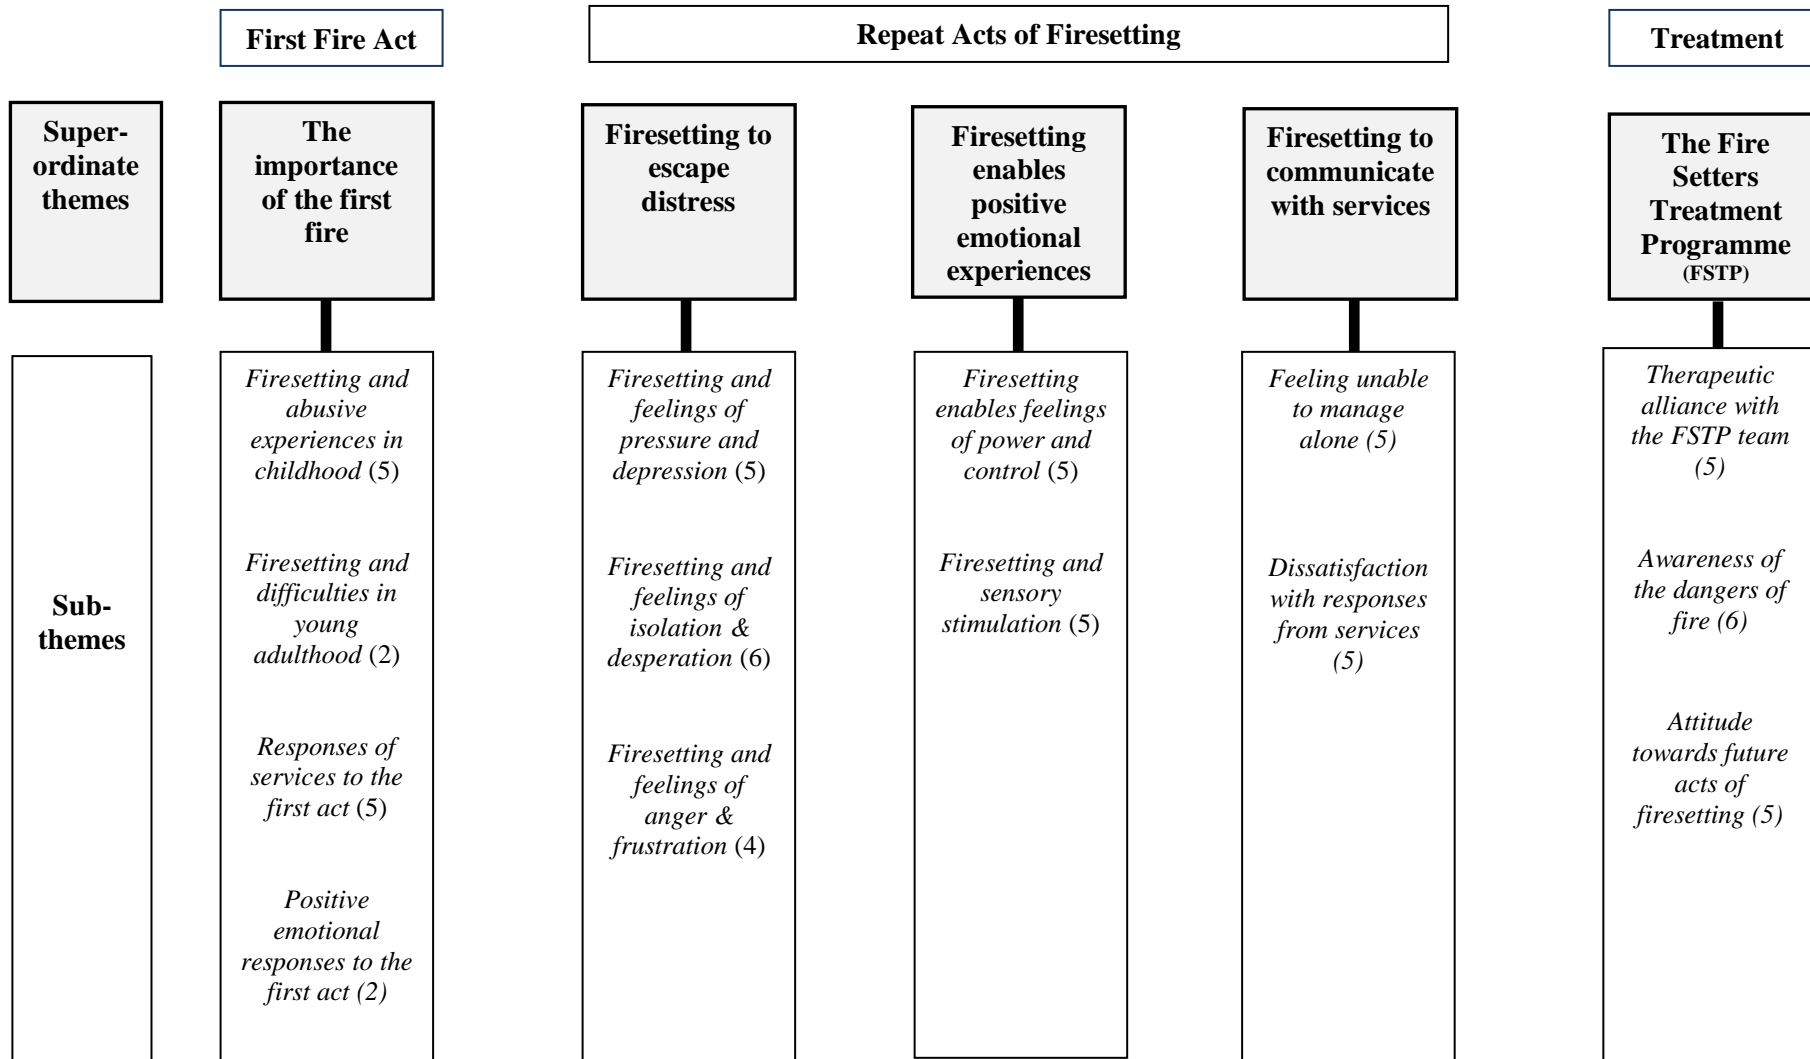 First Fire Act
Repeat Acts of Firesetting
Treatment
Super-
ordinate
themes
The
importance
of the first
fire
Firesetting to
escape
distress
Firesetting
enables
positive
emotional
experiences
Firesetting to
communicate
with services
The Fire
Setters
Treatment
Programme
(FSTP)
Sub-
themes
Firesetting and
abusive
experiences in
childhood (5)
Firesetting and
difficulties in
young
adulthood (2)
Responses of
services to the
first act (5)
Positive
emotional
responses to the
first act (2)
Firesetting and
feelings of
pressure and
depression (5)
Firesetting and
feelings of
isolation &
desperation (6)
Firesetting and
feelings of
anger &
frustration (4)
Firesetting
enables feelings
of power and
control (5)
Firesetting and
sensory
stimulation (5)
Feeling unable
to manage
alone (5)
Dissatisfaction
with responses
from services
(5)
Therapeutic
alliance with
the FSTP team
(5)
Awareness of
the dangers of
fire (6)
Attitude
towards future
acts of
firesetting (5)